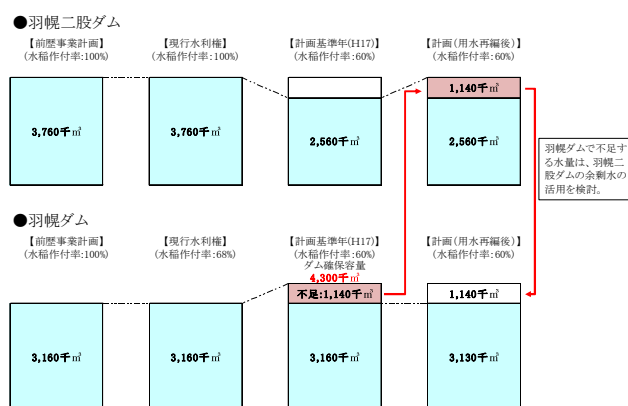 ●羽幌二股ダム
【前歴事業計画】 【現行水利権】 【計画基準年(H17)】 【計画(用水再編後)】
(水稲作付率:100%) (水稲作付率:100%) (水稲作付率:60%) (水稲作付率:60%)
1,140千㎥
3,760千㎥ 3,760千㎥ 2,560千㎥ 2,560千㎥
羽幌ダムで不足す
る水量は、羽幌二
股ダムの余剰水の
活用を検討。
●羽幌ダム
【前歴事業計画】 【現行水利権】 【計画基準年(H17)】 【計画(用水再編後)】
(水稲作付率:100%) (水稲作付率:68%) (水稲作付率:60%) (水稲作付率:60%)
ダム確保容量
4,300千㎥
不足:1,140千㎥ 1,140千㎥
3,160千㎥ 3,160千㎥ 3,160千㎥ 3,130千㎥